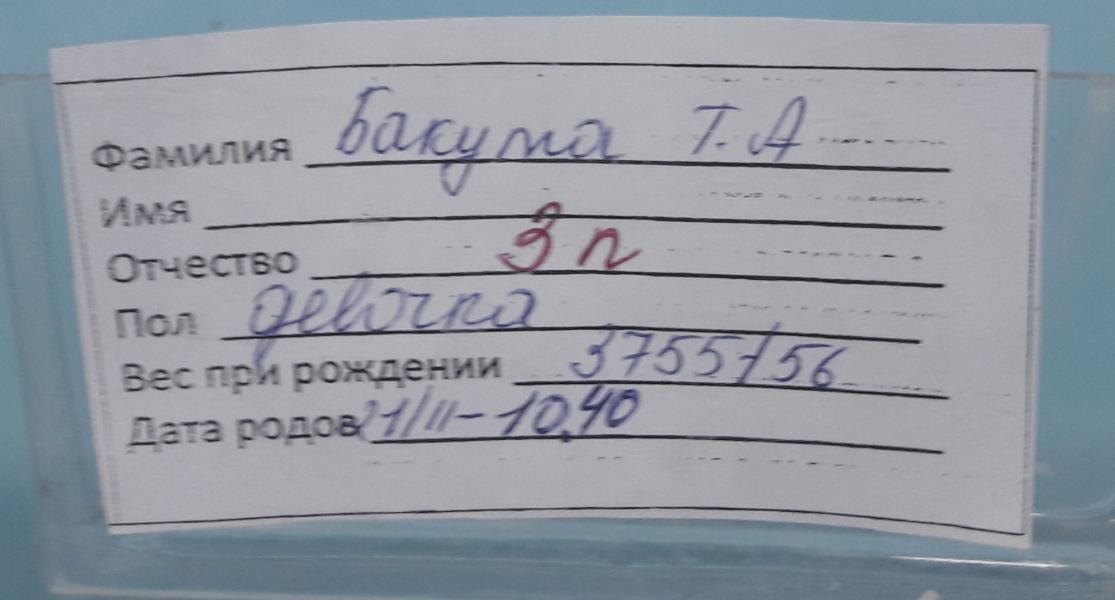 Фамилия Бакума Т.А
Имя
Отчество 3 п
Пол девочка
Вес при рождении 3755/56
Дата родов 21/II-10.40